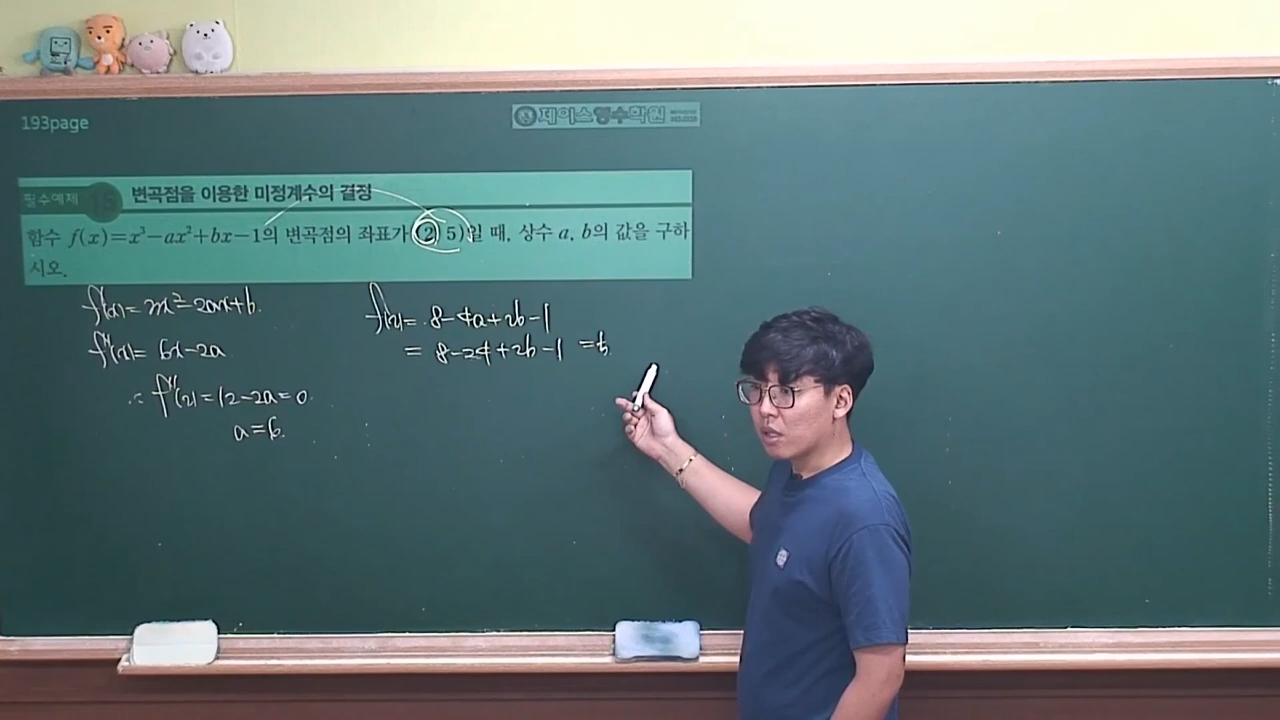 193page
제이스영수학원
필수예제 15 변곡점을 이용한 미정계수의 결정
함수 f(x)=x³-ax²+bx-1의 변곡점의 좌표가 (2, 5)일 때, 상수 a, b의 값을 구하
시오.
f'(x)=3x²-2ax+b.
f''(x)= 6x-2a
∴ f''(2)=12-2a=0.
a=6.
f(2)= 8-4a+2b-1
= 8-24+2b-1 =5.